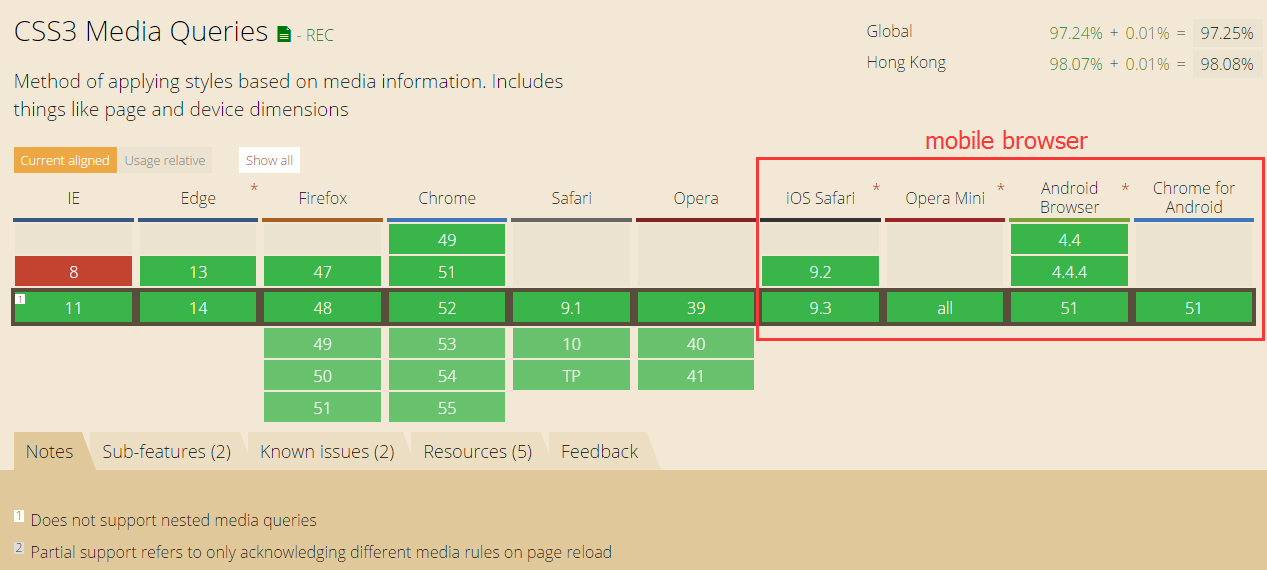 CSS3 Media Queries - REC
Global 97.24% + 0.01% = 97.25%
Hong Kong 98.07% + 0.01% = 98.08%
Method of applying styles based on media information. Includes
things like page and device dimensions
mobile browser
Current aligned Usage relative Show all
IE Edge * Firefox Chrome Safari Opera iOS Safari * Opera Mini * Android Browser * Chrome for Android
49 4.4
8 13 47 51 9.2 4.4.4
1 11 14 48 52 9.1 39 9.3 all 51 51
49 53 10 40
50 54 TP 41
51 55
Notes Sub-features (2) Known issues (2) Resources (5) Feedback
1 Does not support nested media queries
2 Partial support refers to only acknowledging different media rules on page reload